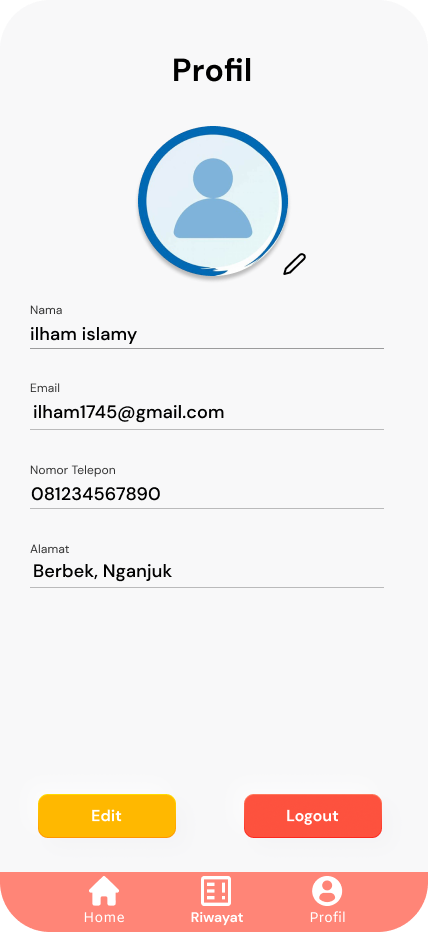 Profil
Nama
ilham islamy
Email
ilham1745@gmail.com
Nomor Telepon
081234567890
Alamat
Berbek, Nganjuk
Edit Logout
Home Riwayat Profil